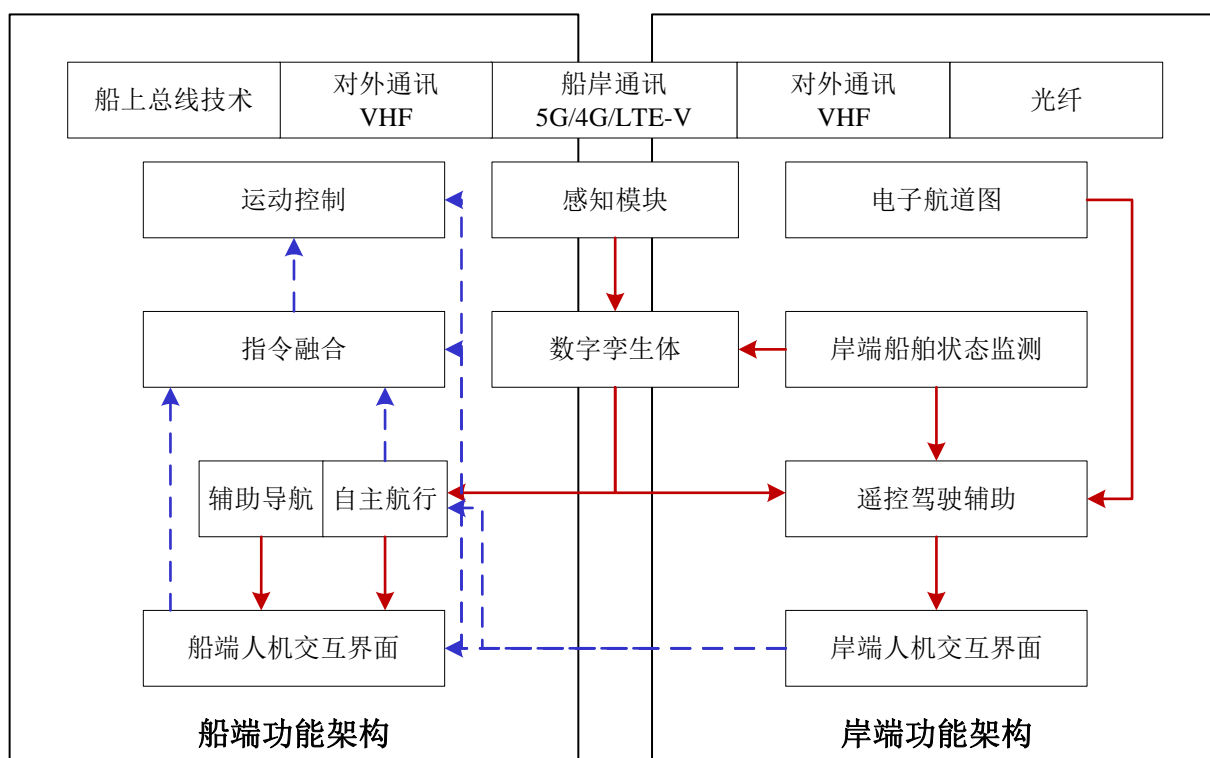 船上总线技术
对外通讯
VHF
船岸通讯
5G/4G/LTE-V
对外通讯
VHF
光纤
运动控制
感知模块
电子航道图
指令融合
数字孪生体
岸端船舶状态监测
辅助导航
自主航行
遥控驾驶辅助
船端人机交互界面
岸端人机交互界面
船端功能架构
岸端功能架构